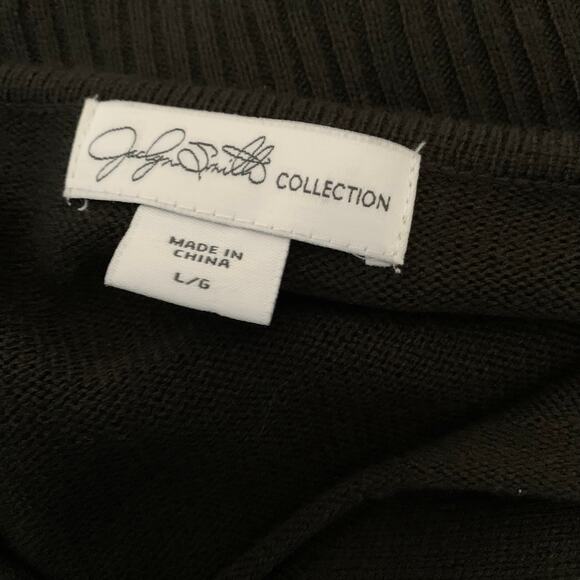 Jaclyn Smith COLLECTION
MADE IN
CHINA
L/G